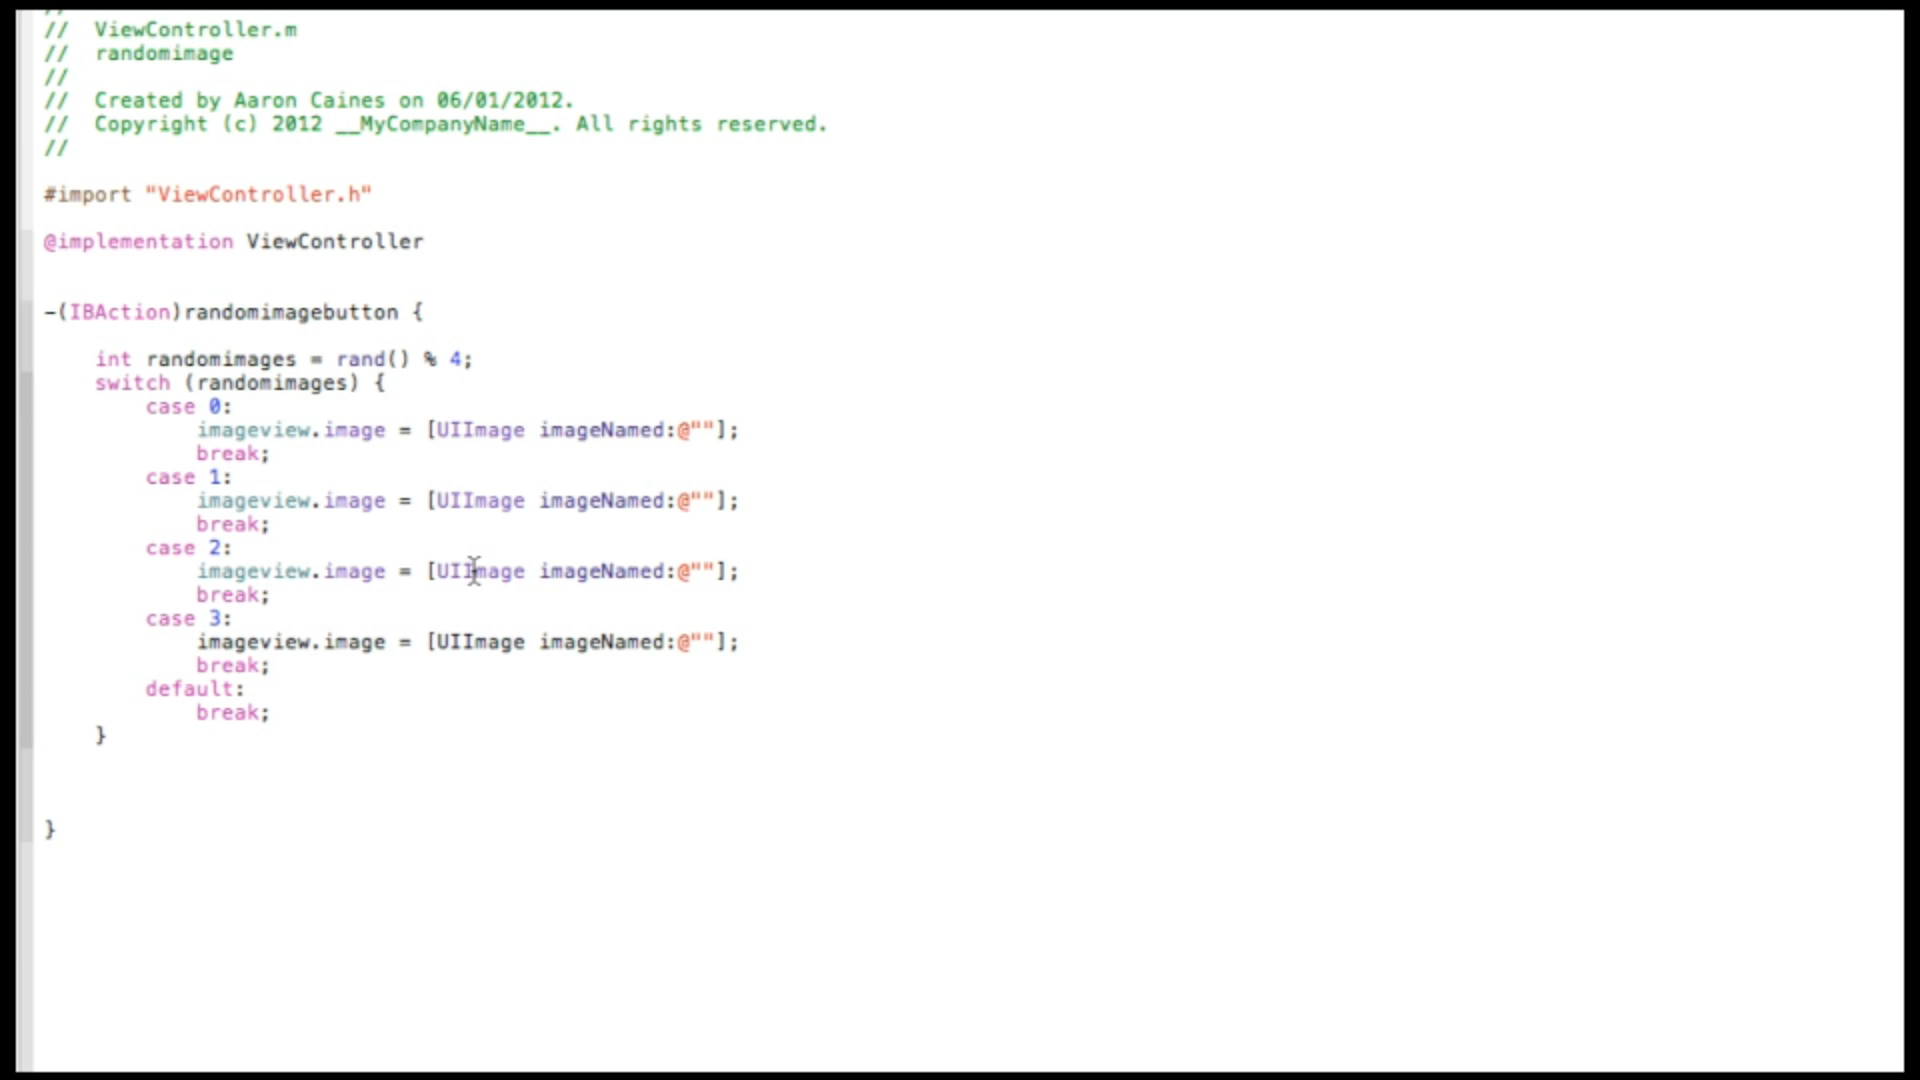 //
// ViewController.m
// randomimage
//
// Created by Aaron Caines on 06/01/2012.
// Copyright (c) 2012 __MyCompanyName__. All rights reserved.
//
#import "ViewController.h"
@implementation ViewController
-(IBAction)randomimagebutton {
int randomimages = rand() % 4;
switch (randomimages) {
case 0:
imageview.image = [UIImage imageNamed:@""];
break;
case 1:
imageview.image = [UIImage imageNamed:@""];
break;
case 2:
imageview.image = [UIImage imageNamed:@""];
break;
case 3:
imageview.image = [UIImage imageNamed:@""];
break;
default:
break;
}
}